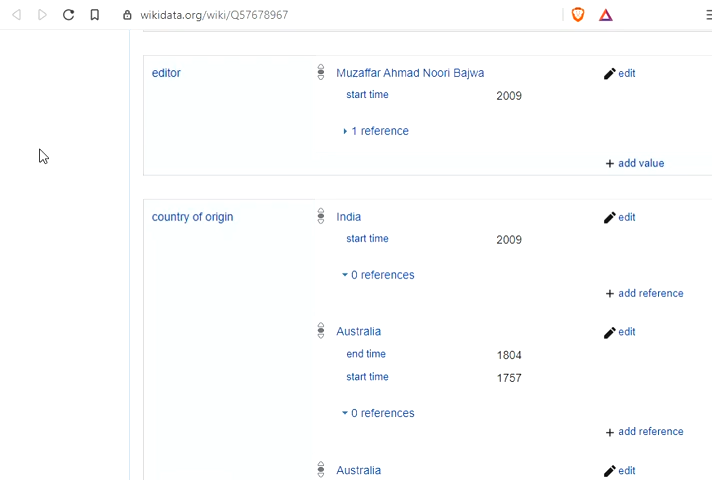 wikidata.org/wiki/Q57678967
editor
Muzaffar Ahmad Noori Bajwa
edit
start time
2009
1 reference
+ add value
country of origin
India
edit
start time
2009
0 references
+ add reference
Australia
edit
end time
1804
start time
1757
0 references
+ add reference
Australia
edit